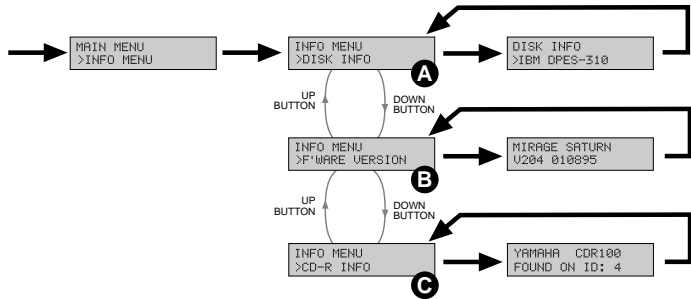 MAIN MENU
>INFO MENU
INFO MENU
>DISK INFO
A
DISK INFO
>IBM DPES-310
UP
BUTTON
DOWN
BUTTON
INFO MENU
>F'WARE VERSION
B
MIRAGE SATURN
V204 010895
UP
BUTTON
DOWN
BUTTON
INFO MENU
>CD-R INFO
C
YAMAHA CDR100
FOUND ON ID: 4